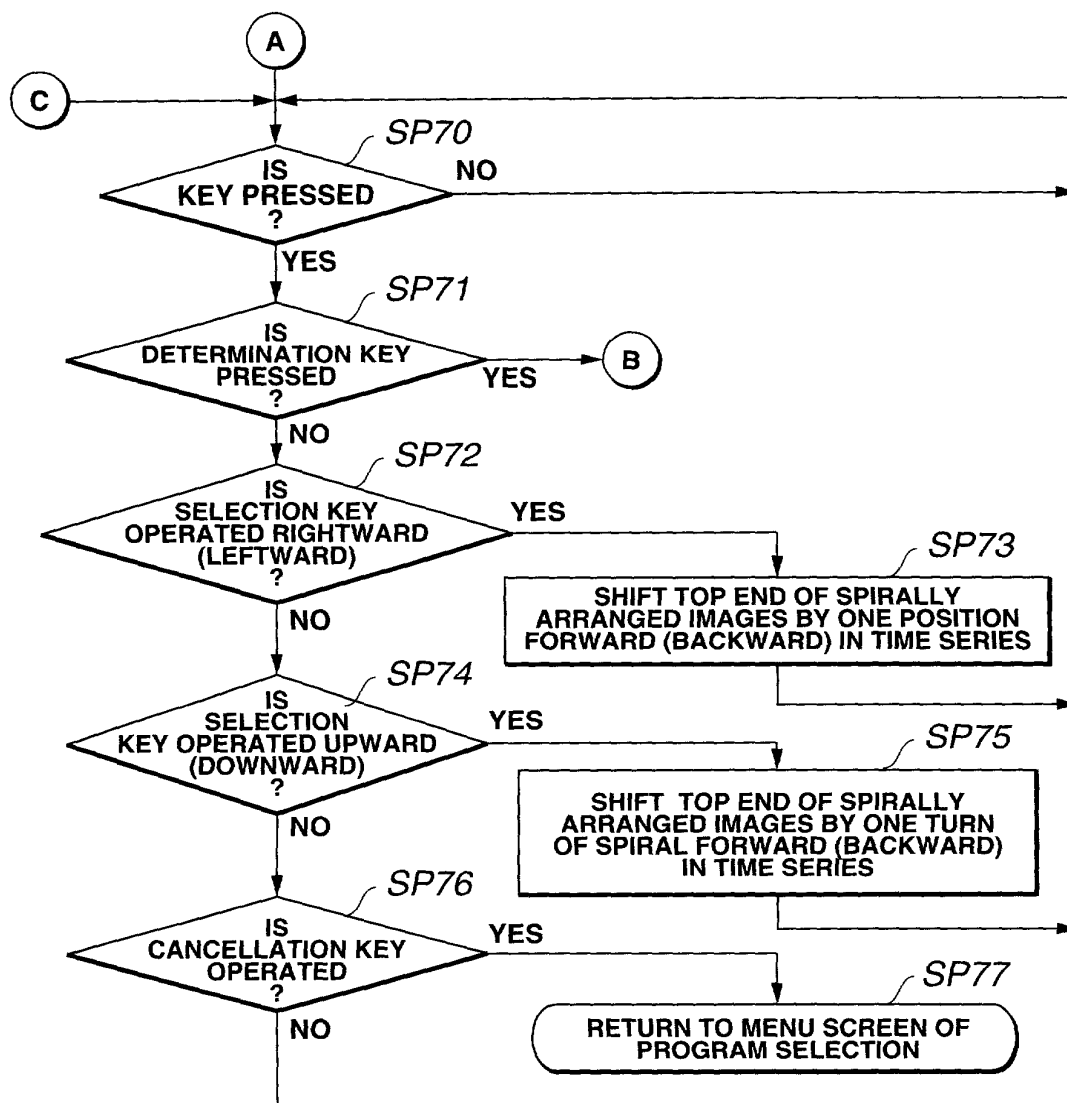 A
C
SP70
IS
KEY PRESSED
?
NO
YES
SP71
IS
DETERMINATION KEY
PRESSED
?
YES
B
NO
SP72
IS
SELECTION KEY
OPERATED RIGHTWARD
(LEFTWARD)
?
YES
SP73
SHIFT TOP END OF SPIRALLY
ARRANGED IMAGES BY ONE POSITION
FORWARD (BACKWARD) IN TIME SERIES
NO
SP74
IS
SELECTION
KEY OPERATED UPWARD
(DOWNWARD)
?
YES
SP75
SHIFT TOP END OF SPIRALLY
ARRANGED IMAGES BY ONE TURN
OF SPIRAL FORWARD (BACKWARD)
IN TIME SERIES
NO
SP76
IS
CANCELLATION KEY
OPERATED
?
YES
SP77
RETURN TO MENU SCREEN OF
PROGRAM SELECTION
NO